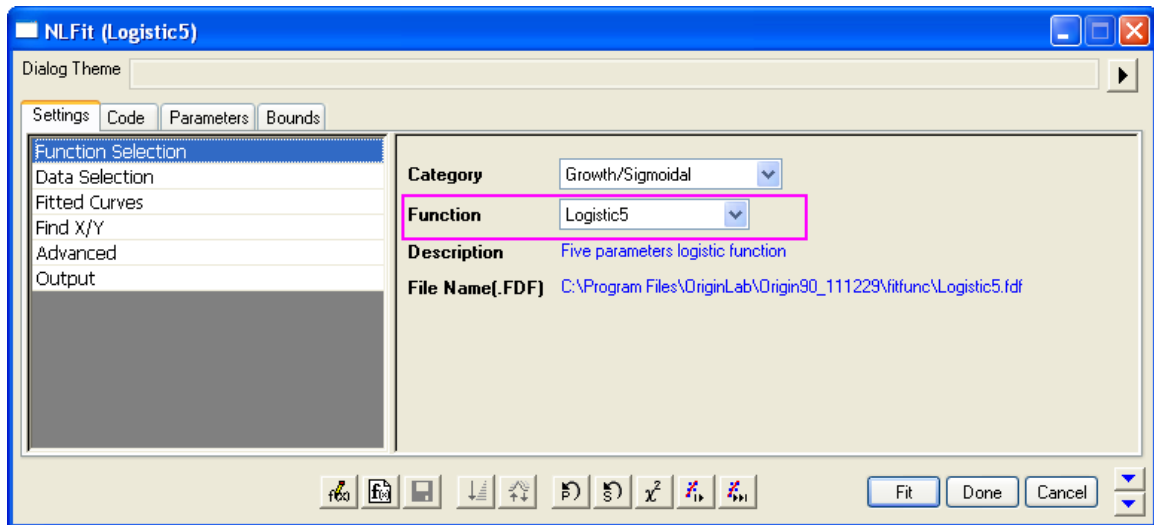 NLFit (Logistic5)
Dialog Theme
Settings Code Parameters Bounds
Function Selection
Data Selection
Fitted Curves
Find X/Y
Advanced
Output
Category Growth/Sigmoidal
Function Logistic5
Description Five parameters logistic function
File Name(.FDF) C:\Program Files\OriginLab\Origin90_111229\fitfunc\Logistic5.fdf
Fit Done Cancel